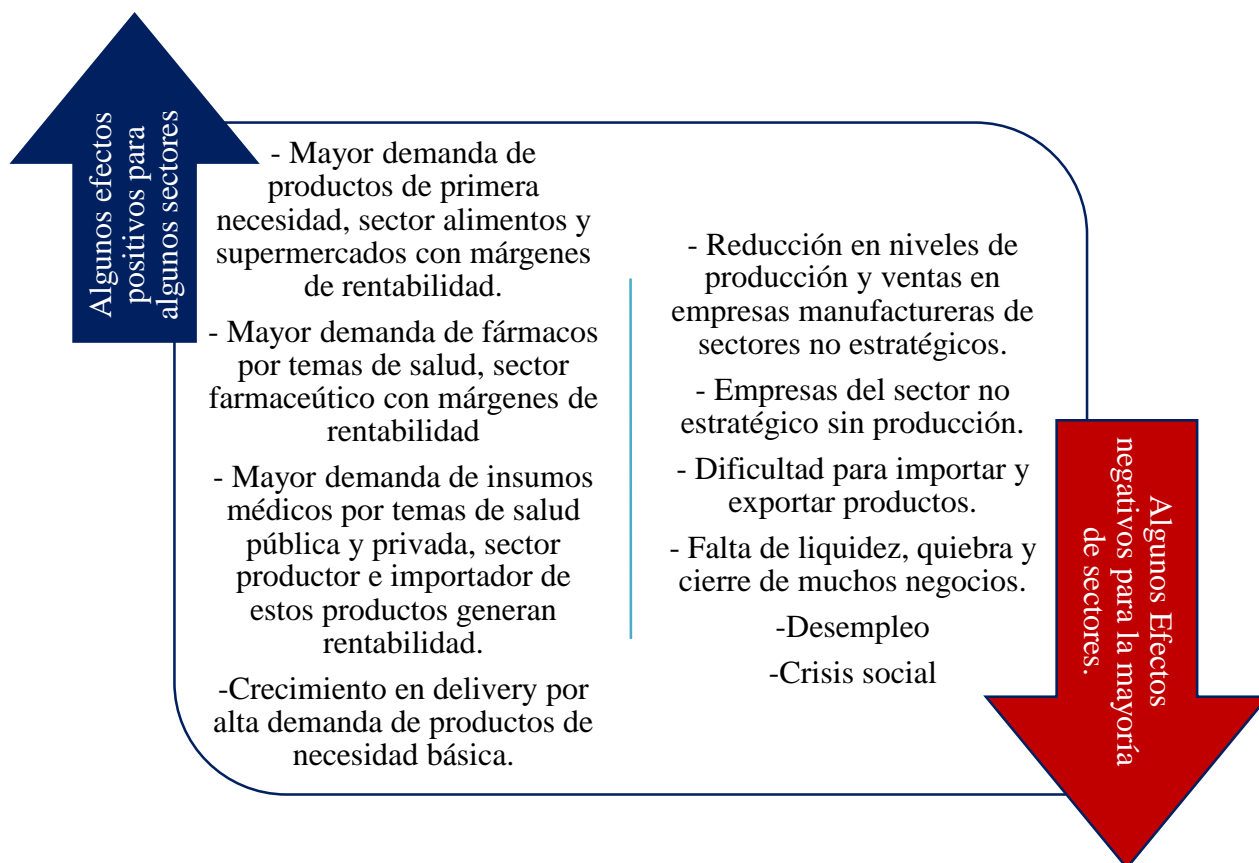 Algunos efectos
positivos para
algunos sectores
- Mayor demanda de
productos de primera
necesidad, sector alimentos y
supermercados con márgenes
de rentabilidad.
- Mayor demanda de fármacos
por temas de salud, sector
farmaceútico con márgenes de
rentabilidad
- Mayor demanda de insumos
médicos por temas de salud
pública y privada, sector
productor e importador de
estos productos generan
rentabilidad.
-Crecimiento en delivery por
alta demanda de productos de
necesidad básica.
- Reducción en niveles de
producción y ventas en
empresas manufactureras de
sectores no estratégicos.
- Empresas del sector no
estratégico sin producción.
- Dificultad para importar y
exportar productos.
- Falta de liquidez, quiebra y
cierre de muchos negocios.
-Desempleo
-Crisis social
Algunos Efectos
negativos para la mayoría
de sectores.